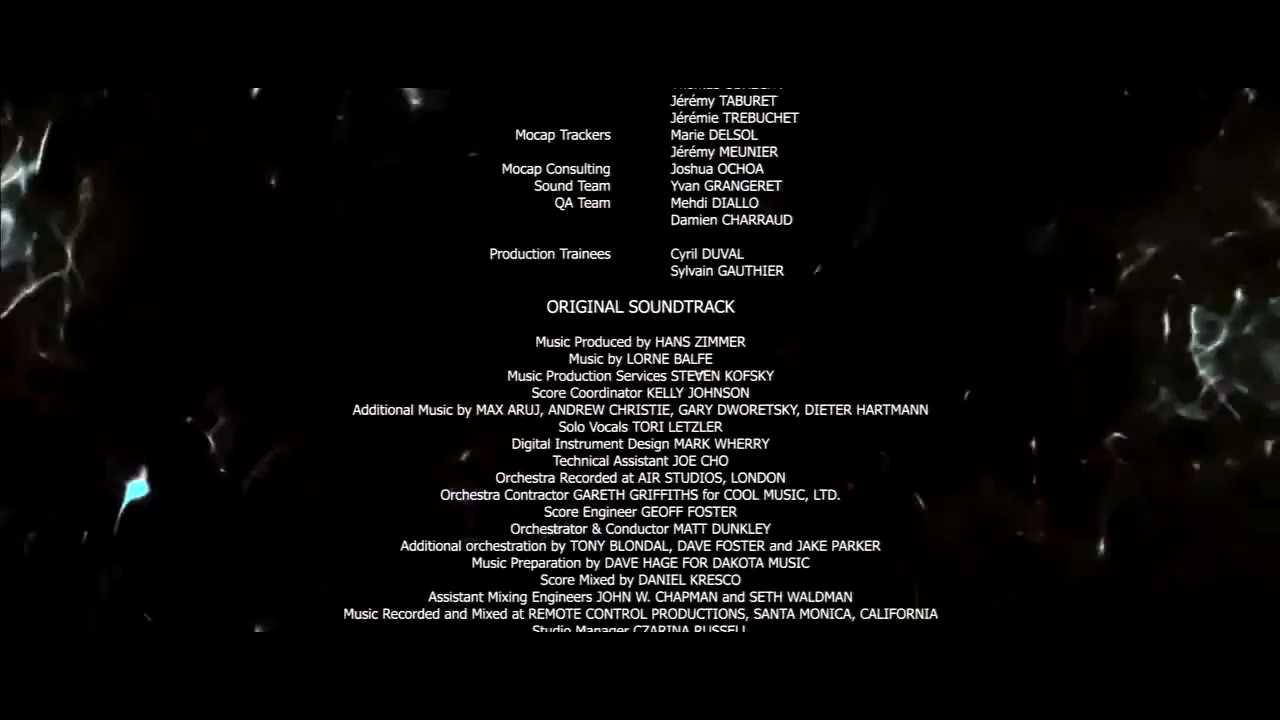 Jérémy TABURET
Jérémie TREBUCHET
Mocap Trackers Marie DELSOL
Jérémy MEUNIER
Mocap Consulting Joshua OCHOA
Sound Team Yvan GRANGERET
QA Team Mehdi DIALLO
Damien CHARRAUD
Production Trainees Cyril DUVAL
Sylvain GAUTHIER
ORIGINAL SOUNDTRACK
Music Produced by HANS ZIMMER
Music by LORNE BALFE
Music Production Services STEVEN KOFSKY
Score Coordinator KELLY JOHNSON
Additional Music by MAX ARUJ, ANDREW CHRISTIE, GARY DWORETSKY, DIETER HARTMANN
Solo Vocals TORI LETZLER
Digital Instrument Design MARK WHERRY
Technical Assistant JOE CHO
Orchestra Recorded at AIR STUDIOS, LONDON
Orchestra Contractor GARETH GRIFFITHS for COOL MUSIC, LTD.
Score Engineer GEOFF FOSTER
Orchestrator & Conductor MATT DUNKLEY
Additional orchestration by TONY BLONDAL, DAVE FOSTER and JAKE PARKER
Music Preparation by DAVE HAGE FOR DAKOTA MUSIC
Score Mixed by DANIEL KRESCO
Assistant Mixing Engineers JOHN W. CHAPMAN and SETH WALDMAN
Music Recorded and Mixed at REMOTE CONTROL PRODUCTIONS, SANTA MONICA, CALIFORNIA
Studio Manager CZARINA RUSSELL